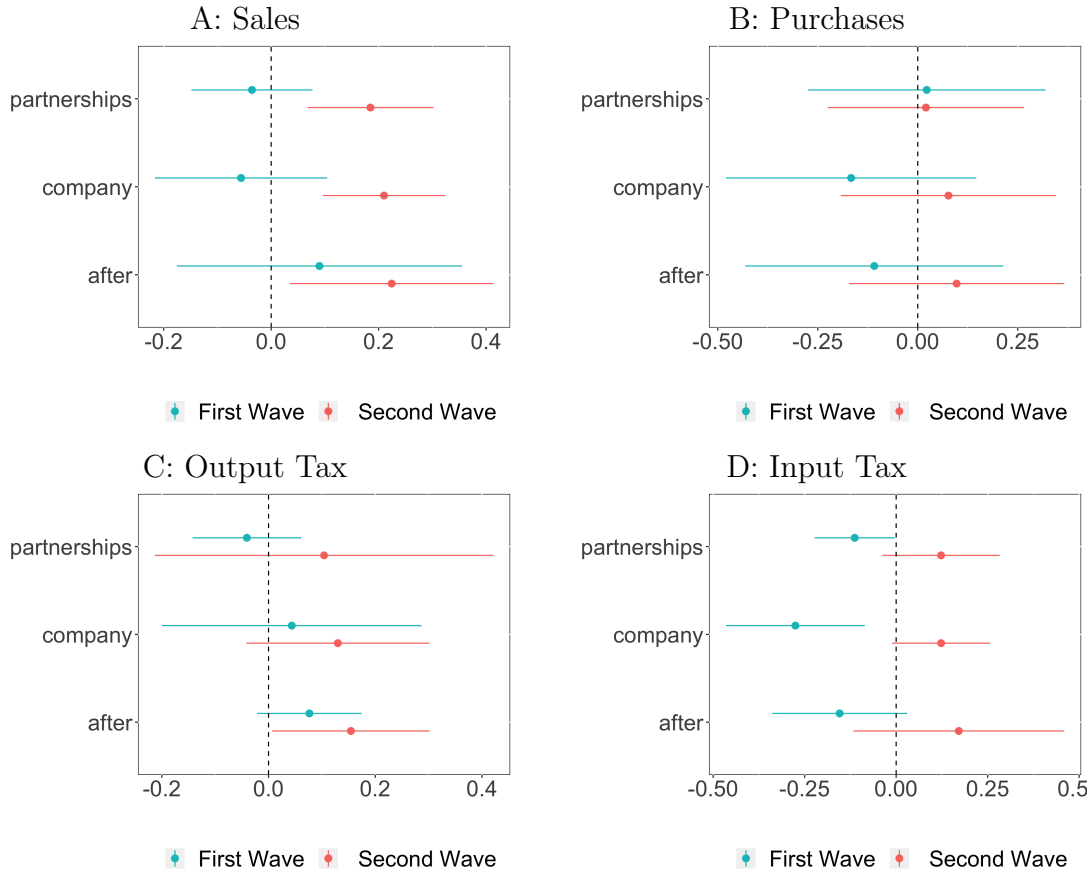 A: Sales
partnerships
company
after
-0.2 0.0 0.2 0.4
First Wave Second Wave
B: Purchases
partnerships
company
after
-0.50 -0.25 0.00 0.25
First Wave Second Wave
C: Output Tax
partnerships
company
after
-0.2 0.0 0.2 0.4
First Wave Second Wave
D: Input Tax
partnerships
company
after
-0.50 -0.25 0.00 0.25 0.5
First Wave Second Wave